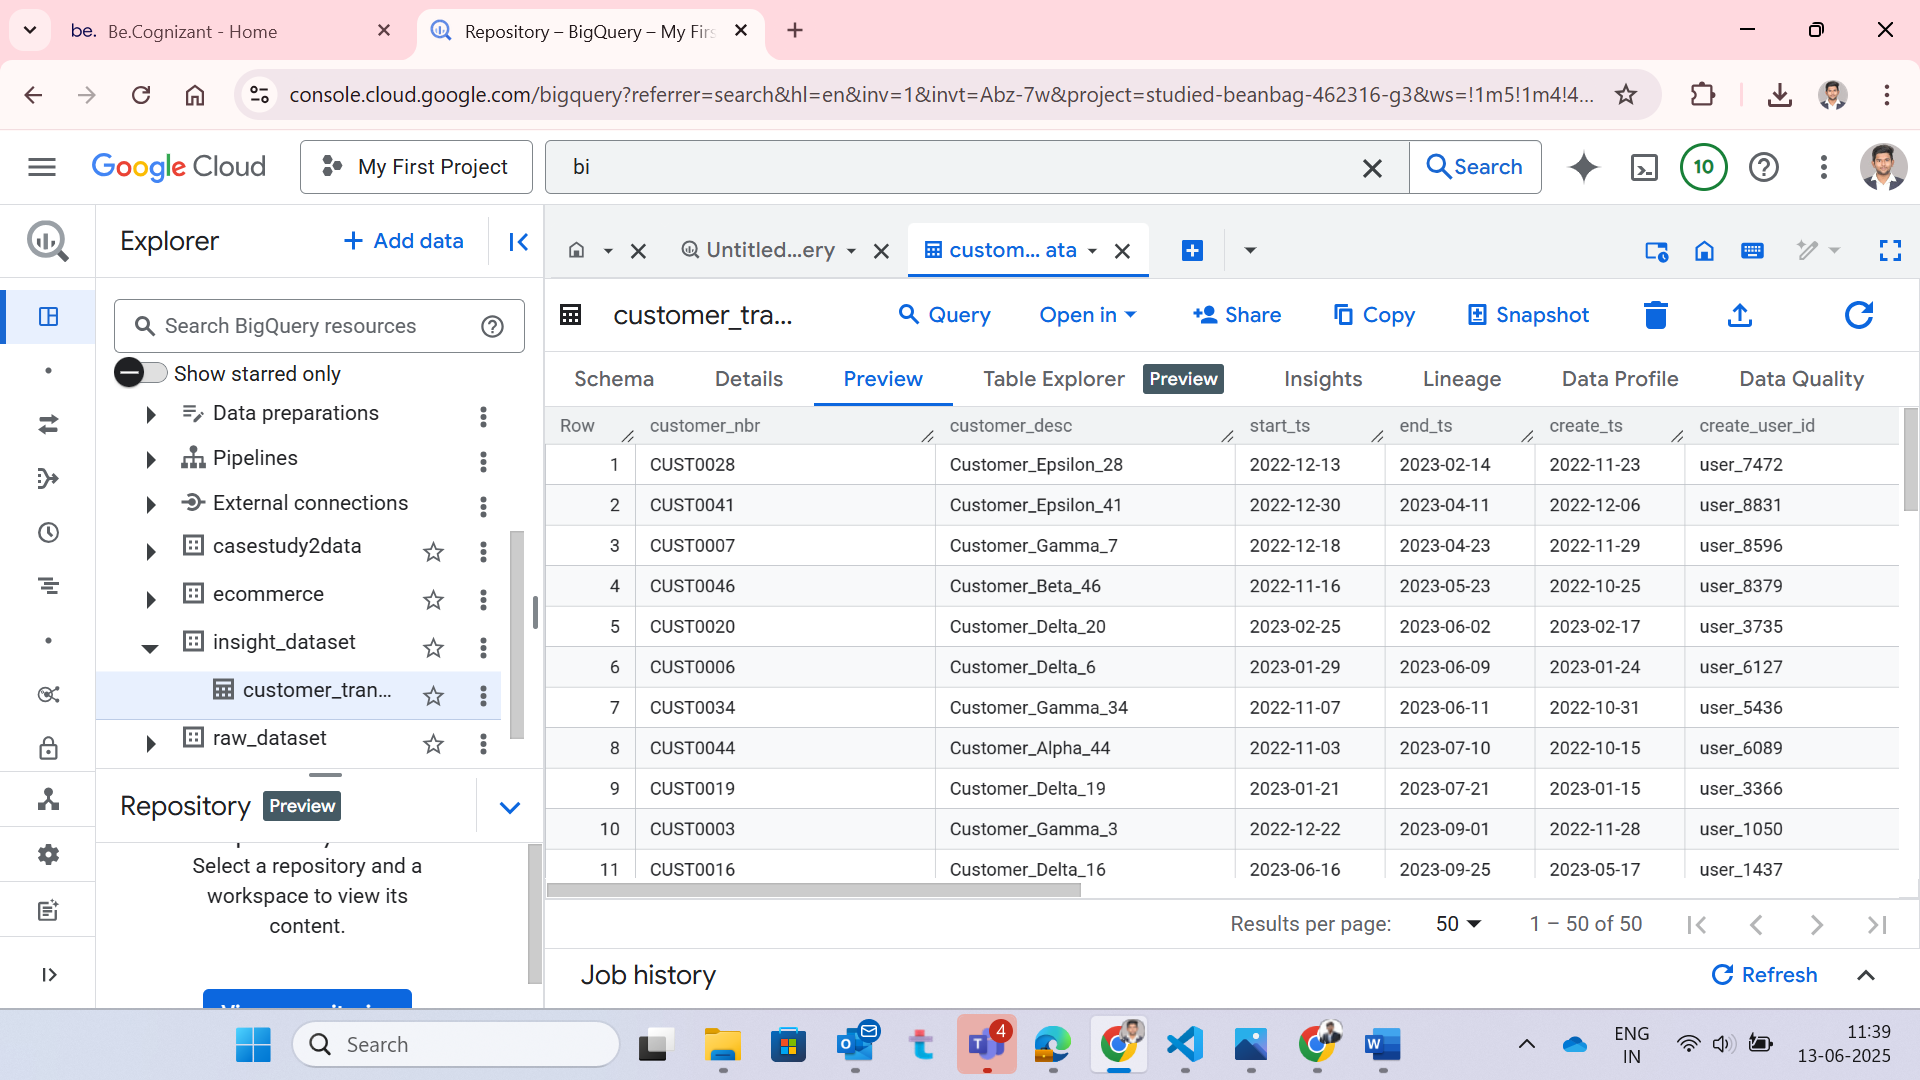 be. Be.Cognizant - Home
Repository – BigQuery – My Firs
console.cloud.google.com/bigquery?referrer=search&hl=en&inv=1&invt=Abz-7w&project=studied-beanbag-462316-g3&ws=!1m5!1m4!4...
Google Cloud
My First Project
bi
Search
10
Explorer
+ Add data
Untitled...ery
custom... ata
Search BigQuery resources
Show starred only
Data preparations
Pipelines
External connections
casestudy2data
ecommerce
insight_dataset
customer_tran...
raw_dataset
Repository Preview
Select a repository and a
workspace to view its
content.
customer_tra...
Query
Open in
Share
Copy
Snapshot
Schema Details Preview Table Explorer Preview Insights Lineage Data Profile Data Quality
Row customer_nbr customer_desc start_ts end_ts create_ts create_user_id
1 CUST0028 Customer_Epsilon_28 2022-12-13 2023-02-14 2022-11-23 user_7472
2 CUST0041 Customer_Epsilon_41 2022-12-30 2023-04-11 2022-12-06 user_8831
3 CUST0007 Customer_Gamma_7 2022-12-18 2023-04-23 2022-11-29 user_8596
4 CUST0046 Customer_Beta_46 2022-11-16 2023-05-23 2022-10-25 user_8379
5 CUST0020 Customer_Delta_20 2023-02-25 2023-06-02 2023-02-17 user_3735
6 CUST0006 Customer_Delta_6 2023-01-29 2023-06-09 2023-01-24 user_6127
7 CUST0034 Customer_Gamma_34 2022-11-07 2023-06-11 2022-10-31 user_5436
8 CUST0044 Customer_Alpha_44 2022-11-03 2023-07-10 2022-10-15 user_6089
9 CUST0019 Customer_Delta_19 2023-01-21 2023-07-21 2023-01-15 user_3366
10 CUST0003 Customer_Gamma_3 2022-12-22 2023-09-01 2022-11-28 user_1050
11 CUST0016 Customer_Delta_16 2023-06-16 2023-09-25 2023-05-17 user_1437
Results per page: 50 1 – 50 of 50
Job history
Refresh
Search
4
ENG
IN
11:39
13-06-2025